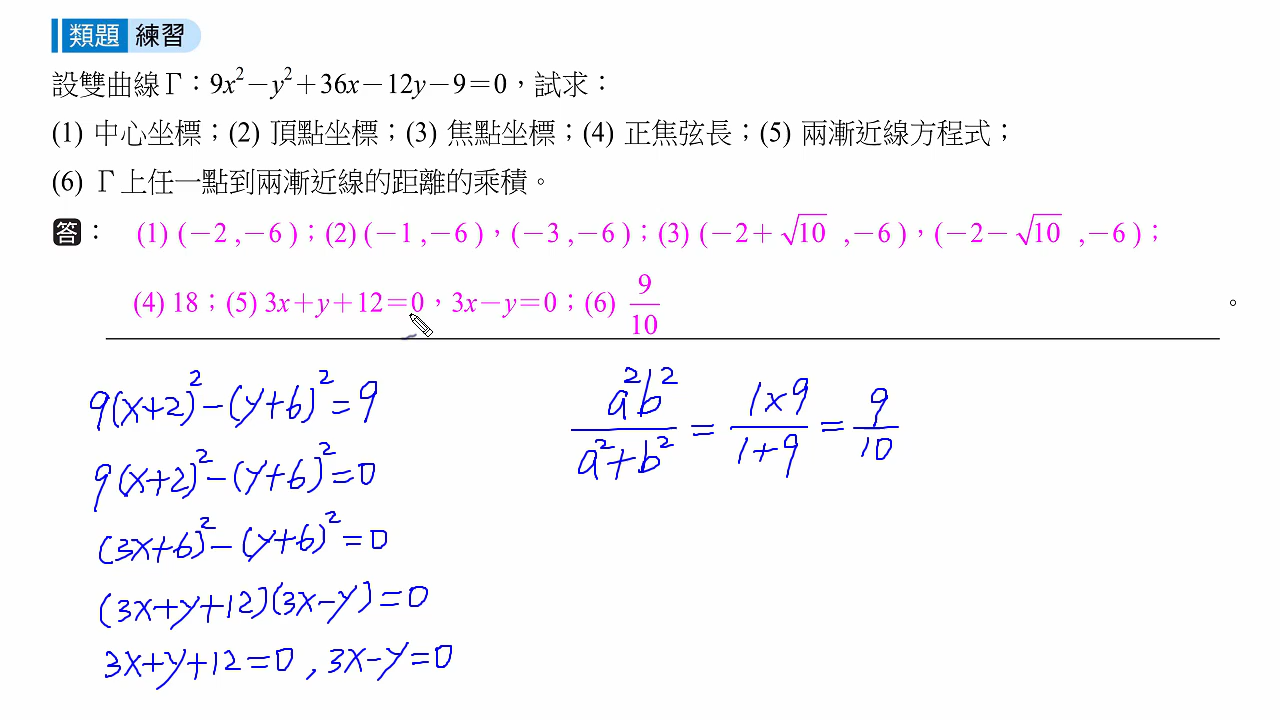 類題 練習
設雙曲線Γ：9x²－y²＋36x－12y－9＝0，試求：
(1) 中心坐標；(2) 頂點坐標；(3) 焦點坐標；(4) 正焦弦長；(5) 兩漸近線方程式；
(6) Γ上任一點到兩漸近線的距離的乘積。
答： (1) (－2 ,－6 )；(2) (－1 ,－6 )，(－3 ,－6 )；(3) (－2＋√10 ,－6 )，(－2－√10 ,－6 )；
(4) 18；(5) 3x＋y＋12＝0，3x－y＝0；(6) 9/10 。
9(x+2)²－(y+6)²=9
9(x+2)²－(y+6)²=0
(3x+6)²－(y+6)²=0
(3x+y+12)(3x－y)=0
3x+y+12=0 , 3x－y=0
a²b²/(a²+b²) = 1×9/(1+9) = 9/10